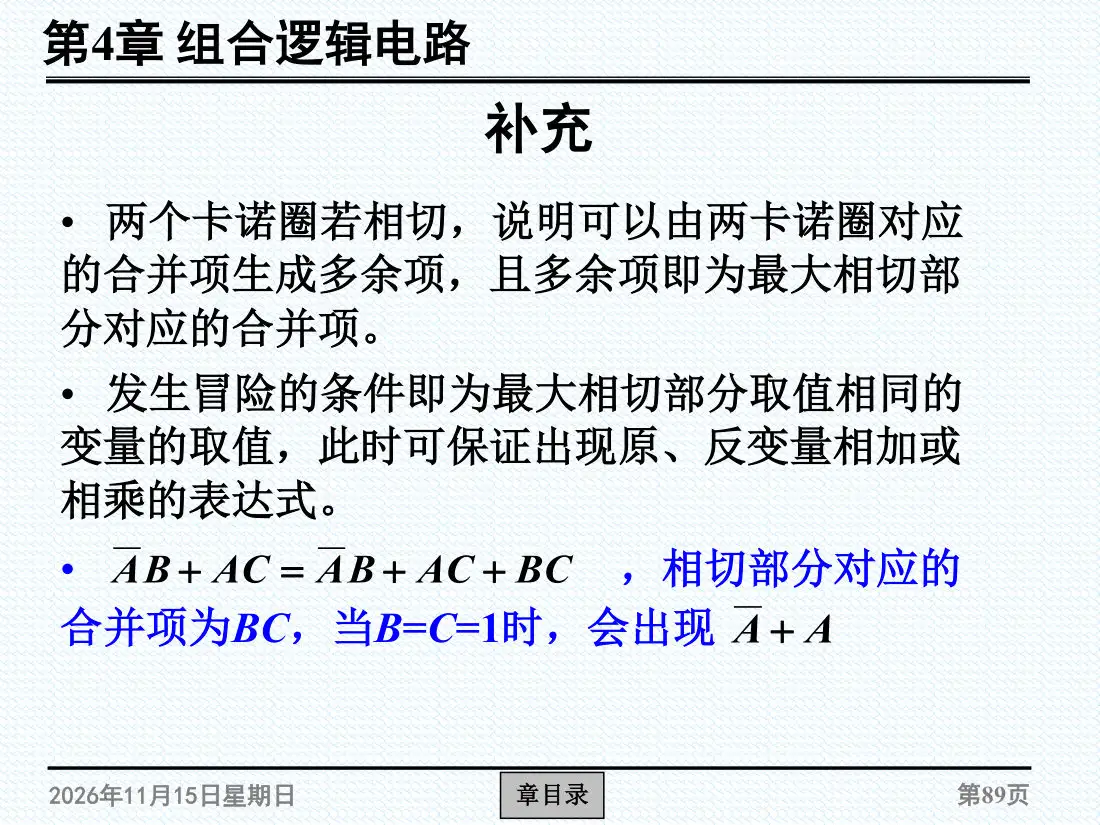 第4章 组合逻辑电路
补充
• 两个卡诺圈若相切，说明可以由两卡诺圈对应
的合并项生成多余项，且多余项即为最大相切部
分对应的合并项。
• 发生冒险的条件即为最大相切部分取值相同的
变量的取值，此时可保证出现原、反变量相加或
相乘的表达式。
• A̅B + AC = A̅B + AC + BC ，相切部分对应的
合并项为BC，当B=C=1时，会出现 A̅ + A
2026年11月15日星期日 章目录 第89页